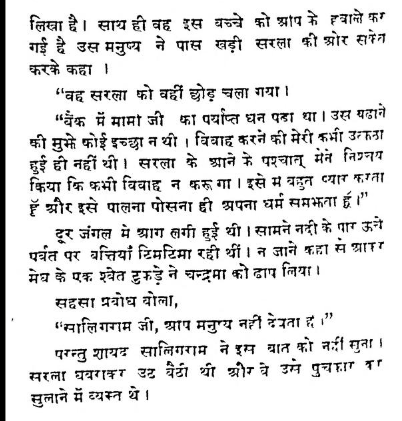 लिखा है। साथ ही वह इस बच्चे को आप के हवाले कर
गई है उस मनुष्य ने पास खड़ी सरला की ओर संकेत
करके कहा ।
“वह सरला को वहीं छोड़ चला गया।
“बैंक में मामा जी का पर्याप्त धन पडा था। उस बढाने
की मुझे कोई इच्छा न थी । विवाह करने की मेरी कभी उत्कठा
हुई ही नहीं थी। सरला के आने के पश्चात् मेने निश्चय
किया कि कभी विवाह न करूगा । इसे म बहुत प्यार करता
हूँ और इसे पालना पोसना ही अपना धर्म समझता हूँ।”
दूर जंगल में आग लगी हुई थी। सामने नदी के पार ऊचे
पर्वत पर बत्तियाँ टिमटिमा रही थीं। न जाने कहा से आकर
मेघ के एक श्वेत टुकड़े ने चन्द्रमा को ढाप लिया।
सहसा प्रबोध बोला,
“सालिगराम जी, आप मनुष्य नहीं देवता ह।”
परन्तु शायद सालिगराम ने इस बात को नहीं सुना।
सरला घबराकर उठ बैठी थी और वे उसे पुचकार कर
सुलाने में व्यस्त थे।